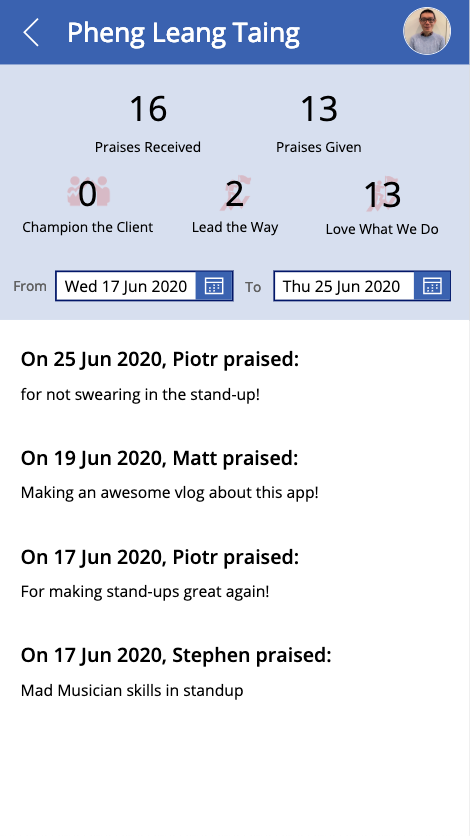 Pheng Leang Taing
16 13
Praises Received Praises Given
0 2 13
Champion the Client Lead the Way Love What We Do
From Wed 17 Jun 2020 To Thu 25 Jun 2020
On 25 Jun 2020, Piotr praised:
for not swearing in the stand-up!
On 19 Jun 2020, Matt praised:
Making an awesome vlog about this app!
On 17 Jun 2020, Piotr praised:
For making stand-ups great again!
On 17 Jun 2020, Stephen praised:
Mad Musician skills in standup